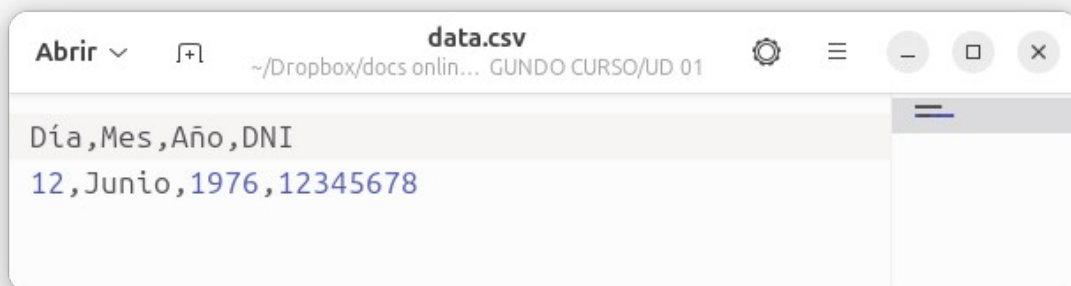 Abrir
data.csv
~/Dropbox/docs onlin... GUNDO CURSO/UD 01
Día,Mes,Año,DNI
12,Junio,1976,12345678